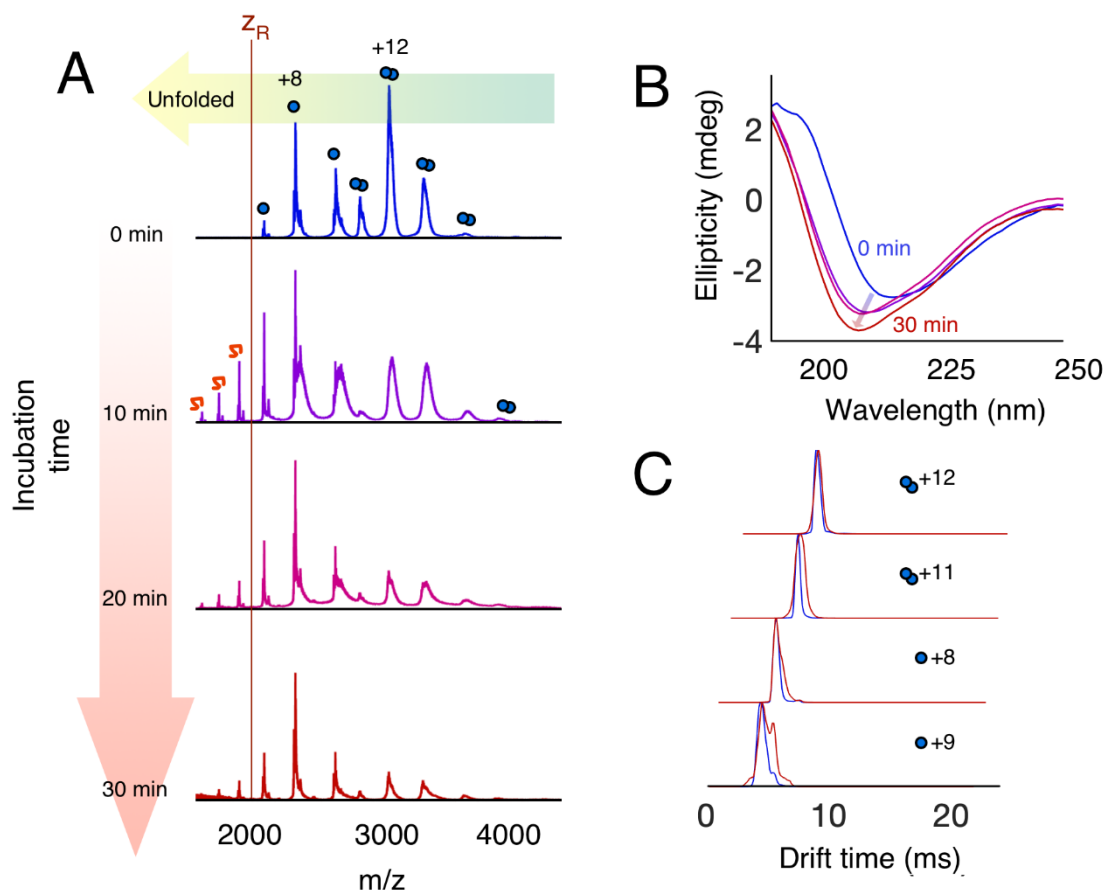 A
z_R
+8
+12
Unfolded
0 min
10 min
20 min
30 min
Incubation
time
2000
3000
4000
m/z
B
Ellipticity (mdeg)
2
0
-2
-4
0 min
30 min
200
225
250
Wavelength (nm)
C
+12
+11
+8
+9
0
10
20
Drift time (ms)